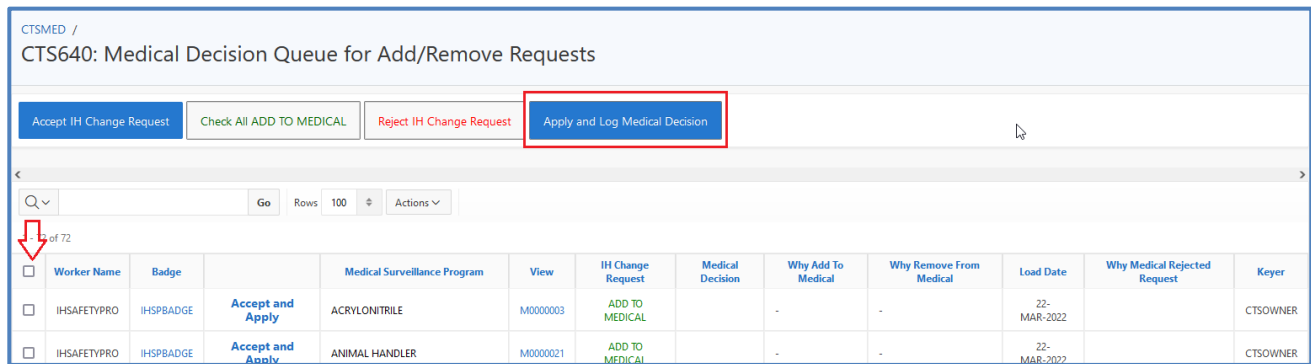 CTSMED /
CTS640: Medical Decision Queue for Add/Remove Requests
Accept IH Change Request Check All ADD TO MEDICAL Reject IH Change Request Apply and Log Medical Decision
Go Rows 100 Actions
1 - 72 of 72
Worker Name Badge Medical Surveillance Program View IH Change Request Medical Decision Why Add To Medical Why Remove From Medical Load Date Why Medical Rejected Request Keyer
IHSAFETYPRO IHSPBADGE Accept and Apply ACRYLONITRILE M0000003 ADD TO MEDICAL - - 22-MAR-2022 CTSOWNER
IHSAFETYPRO IHSPBADGE Accept and Apply ANIMAL HANDLER M0000021 ADD TO MEDICAL - - 22-MAR-2022 CTSOWNER